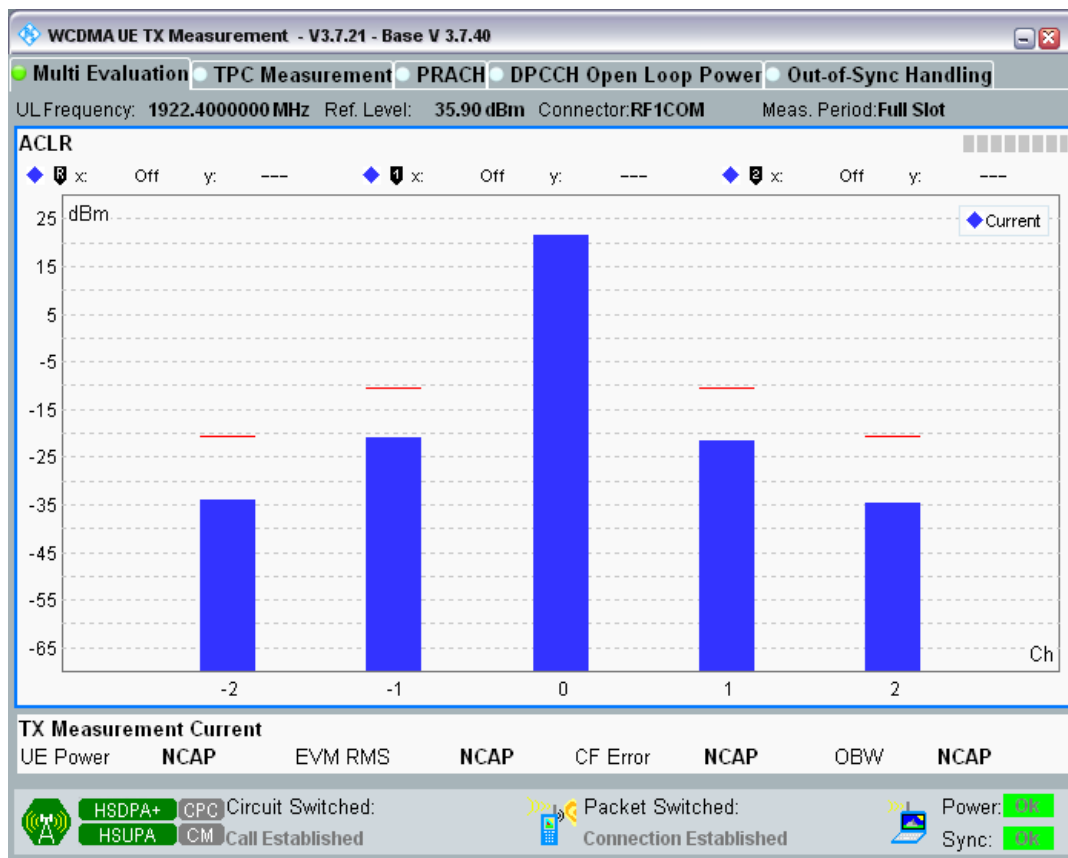 WCDMA UE TX Measurement - V3.7.21 - Base V 3.7.40
Multi Evaluation TPC Measurement PRACH DPCCH Open Loop Power Out-of-Sync Handling
UL Frequency: 1922.4000000 MHz Ref. Level: 35.90 dBm Connector:RF1COM Meas. Period:Full Slot
ACLR
R x: Off y: --- 1 x: Off y: --- 2 x: Off y: ---
dBm
Current
25
15
5
-5
-15
-25
-35
-45
-55
-65
Ch
-2 -1 0 1 2
TX Measurement Current
UE Power NCAP EVM RMS NCAP CF Error NCAP OBW NCAP
HSDPA+ CPC Circuit Switched: Packet Switched: Power: OK
HSUPA CM Call Established Connection Established Sync: OK